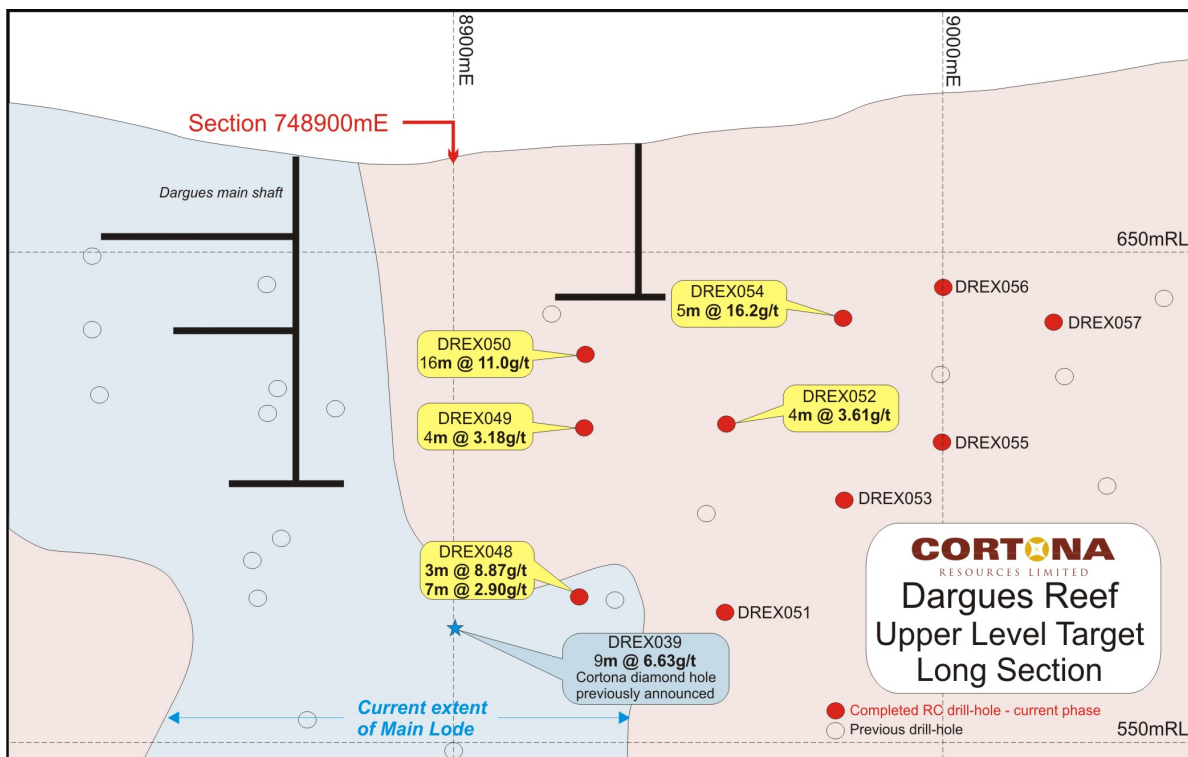 8900mE
9000mE
Section 748900mE
Dargues main shaft
650mRL
DREX054
5m @ 16.2g/t
DREX056
DREX057
DREX050
16m @ 11.0g/t
DREX052
4m @ 3.61g/t
DREX049
4m @ 3.18g/t
DREX055
DREX053
DREX048
3m @ 8.87g/t
7m @ 2.90g/t
DREX051
DREX039
9m @ 6.63g/t
Cortona diamond hole
previously announced
CORTONA
RESOURCES LIMITED
Dargues Reef
Upper Level Target
Long Section
Current extent
of Main Lode
Completed RC drill-hole - current phase
Previous drill-hole
550mRL